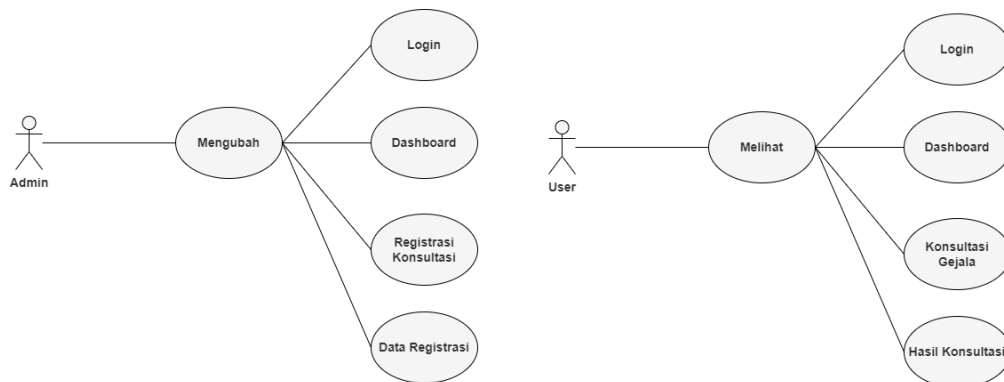 Login
Mengubah
Dashboard
Admin
Registrasi
Konsultasi
Data Registrasi
Login
Melihat
Dashboard
User
Konsultasi
Gejala
Hasil Konsultasi